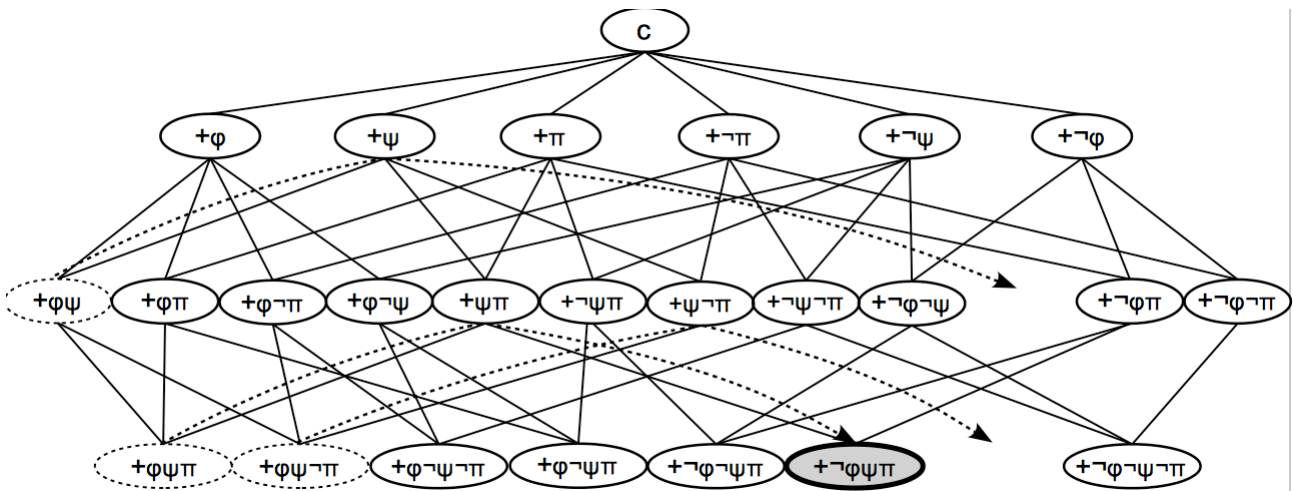 c
+φ +ψ +π +¬π +¬ψ +¬φ
+φψ +φπ +φ¬π +φ¬ψ +ψπ +¬ψπ +ψ¬π +¬ψ¬π +¬φ¬ψ +¬φπ +¬φ¬π
+φψπ +φψ¬π +φ¬ψ¬π +φ¬ψπ +¬φ¬ψπ +¬φψπ +¬φ¬ψ¬π